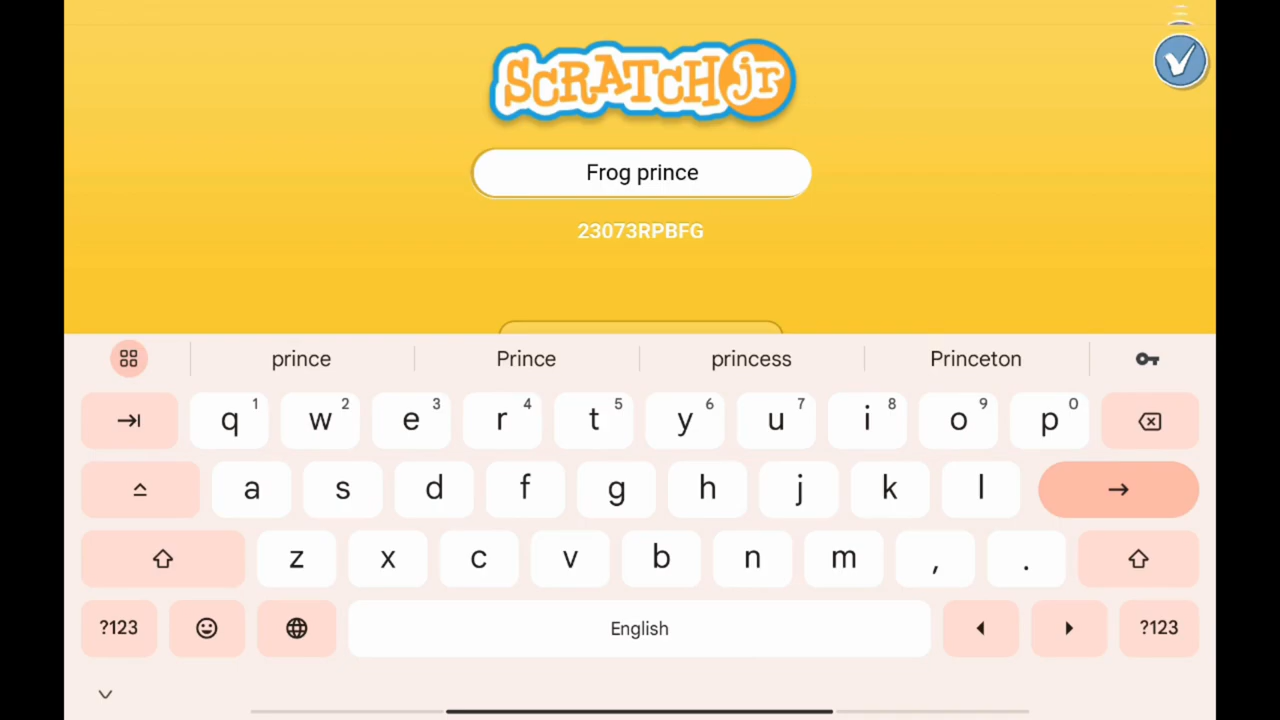 SCRATCH jr
Frog prince
23073RPBFG
prince Prince princess Princeton
q 1 w 2 e 3 r 4 t 5 y 6 u 7 i 8 o 9 p 0
a s d f g h j k l
z x c v b n m , .
?123 English ?123